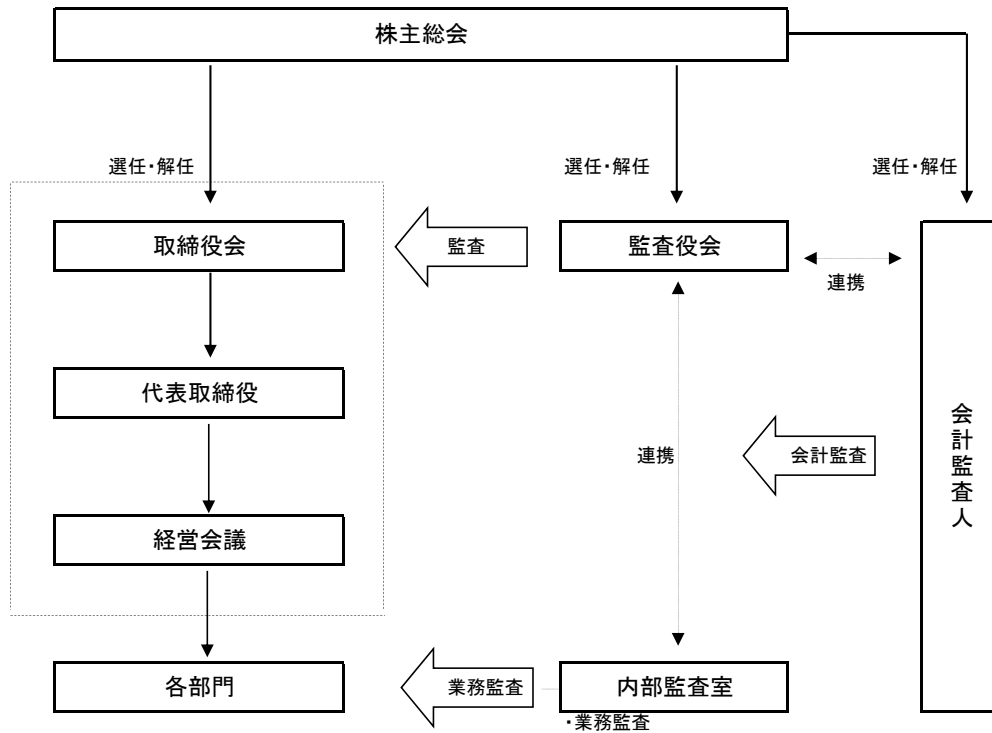 株主総会
選任・解任
選任・解任
選任・解任
取締役会
監査
監査役会
連携
代表取締役
連携
会計監査
会計監査人
経営会議
各部門
業務監査
内部監査室
・業務監査